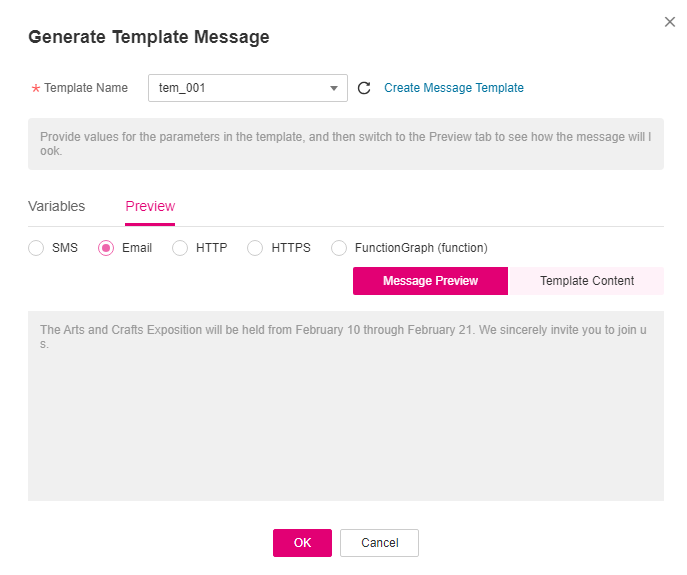 Generate Template Message
* Template Name tem_001 Create Message Template
Provide values for the parameters in the template, and then switch to the Preview tab to see how the message will l
ook.
Variables Preview
SMS Email HTTP HTTPS FunctionGraph (function)
Message Preview Template Content
The Arts and Crafts Exposition will be held from February 10 through February 21. We sincerely invite you to join u
s.
OK Cancel